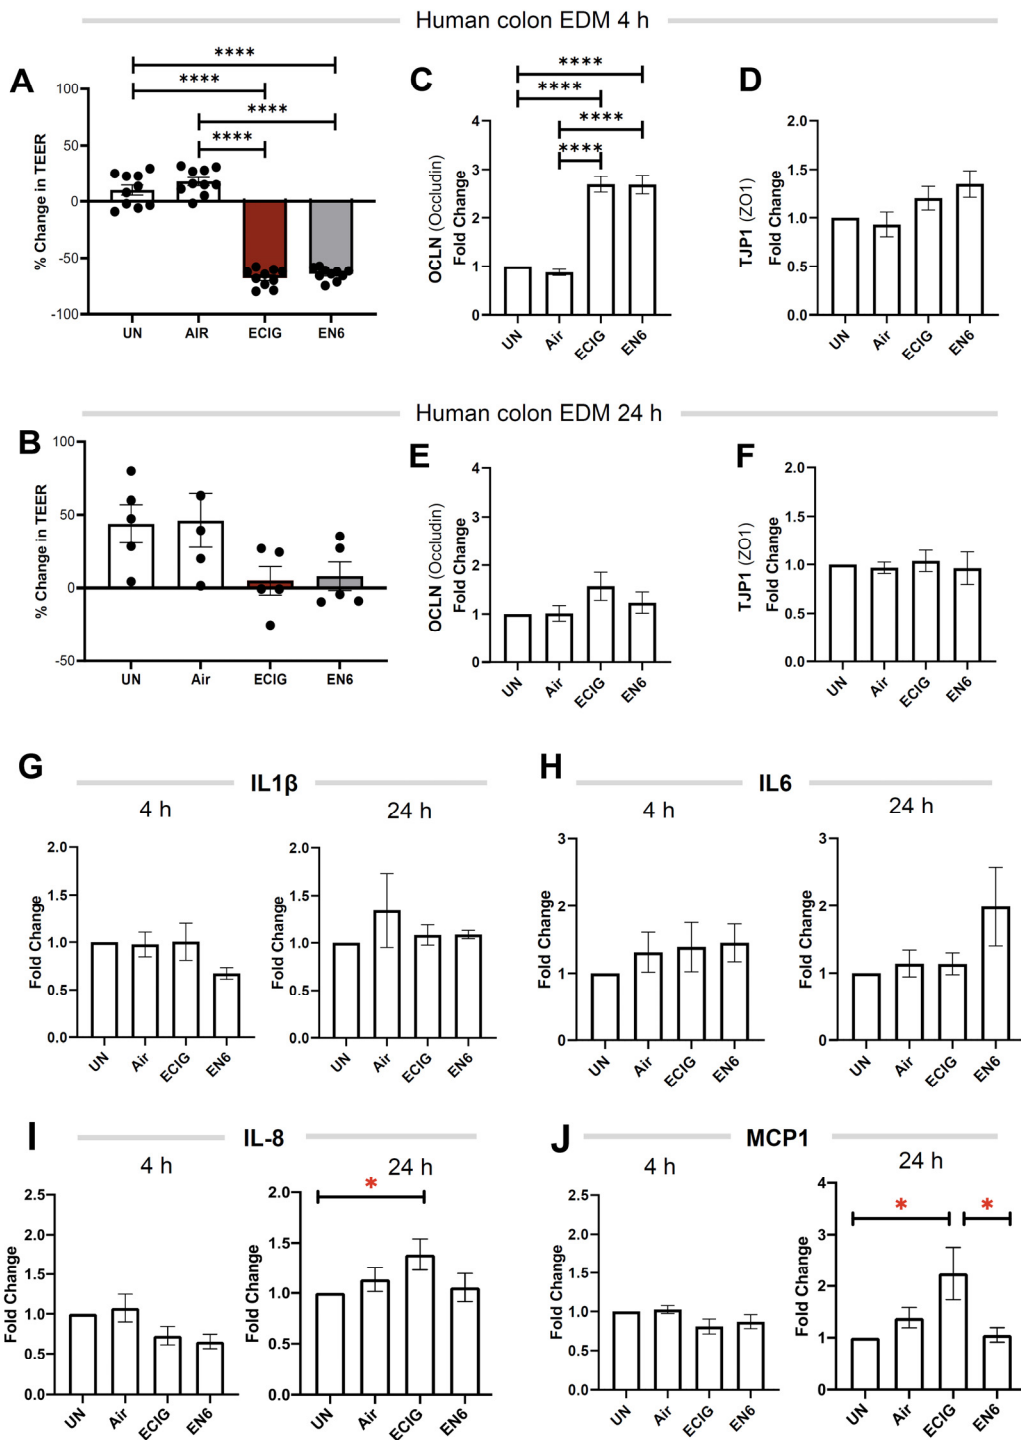 Human colon EDM 4 h
A
****
****
****
****
% Change in TEER
100
50
0
-50
-100
UN
AIR
ECIG
EN6
C
****
****
****
****
OCLN (Occludin)
Fold Change
4
3
2
1
0
UN
Air
ECIG
EN6
D
TJP1 (ZO1)
Fold Change
2.0
1.5
1.0
0.5
0.0
UN
Air
ECIG
EN6
Human colon EDM 24 h
B
% Change in TEER
100
50
0
-50
UN
Air
ECIG
EN6
E
OCLN (Occludin)
Fold Change
4
3
2
1
0
UN
Air
ECIG
EN6
F
TJP1 (ZO1)
Fold Change
2.0
1.5
1.0
0.5
0.0
UN
Air
ECIG
EN6
G
IL1β
4 h
Fold Change
2.0
1.5
1.0
0.5
0.0
UN
Air
ECIG
EN6
24 h
Fold Change
2.0
1.5
1.0
0.5
0.0
UN
Air
ECIG
EN6
H
IL6
4 h
Fold Change
3
2
1
0
UN
Air
ECIG
EN6
24 h
Fold Change
3
2
1
0
UN
Air
ECIG
EN6
I
IL-8
4 h
Fold Change
2.5
2.0
1.5
1.0
0.5
0.0
UN
Air
ECIG
EN6
24 h
*
Fold Change
2.0
1.5
1.0
0.5
0.0
UN
Air
ECIG
EN6
J
MCP1
4 h
Fold Change
2.5
2.0
1.5
1.0
0.5
0.0
UN
Air
ECIG
EN6
24 h
*
*
Fold Change
4
3
2
1
0
UN
Air
ECIG
EN6